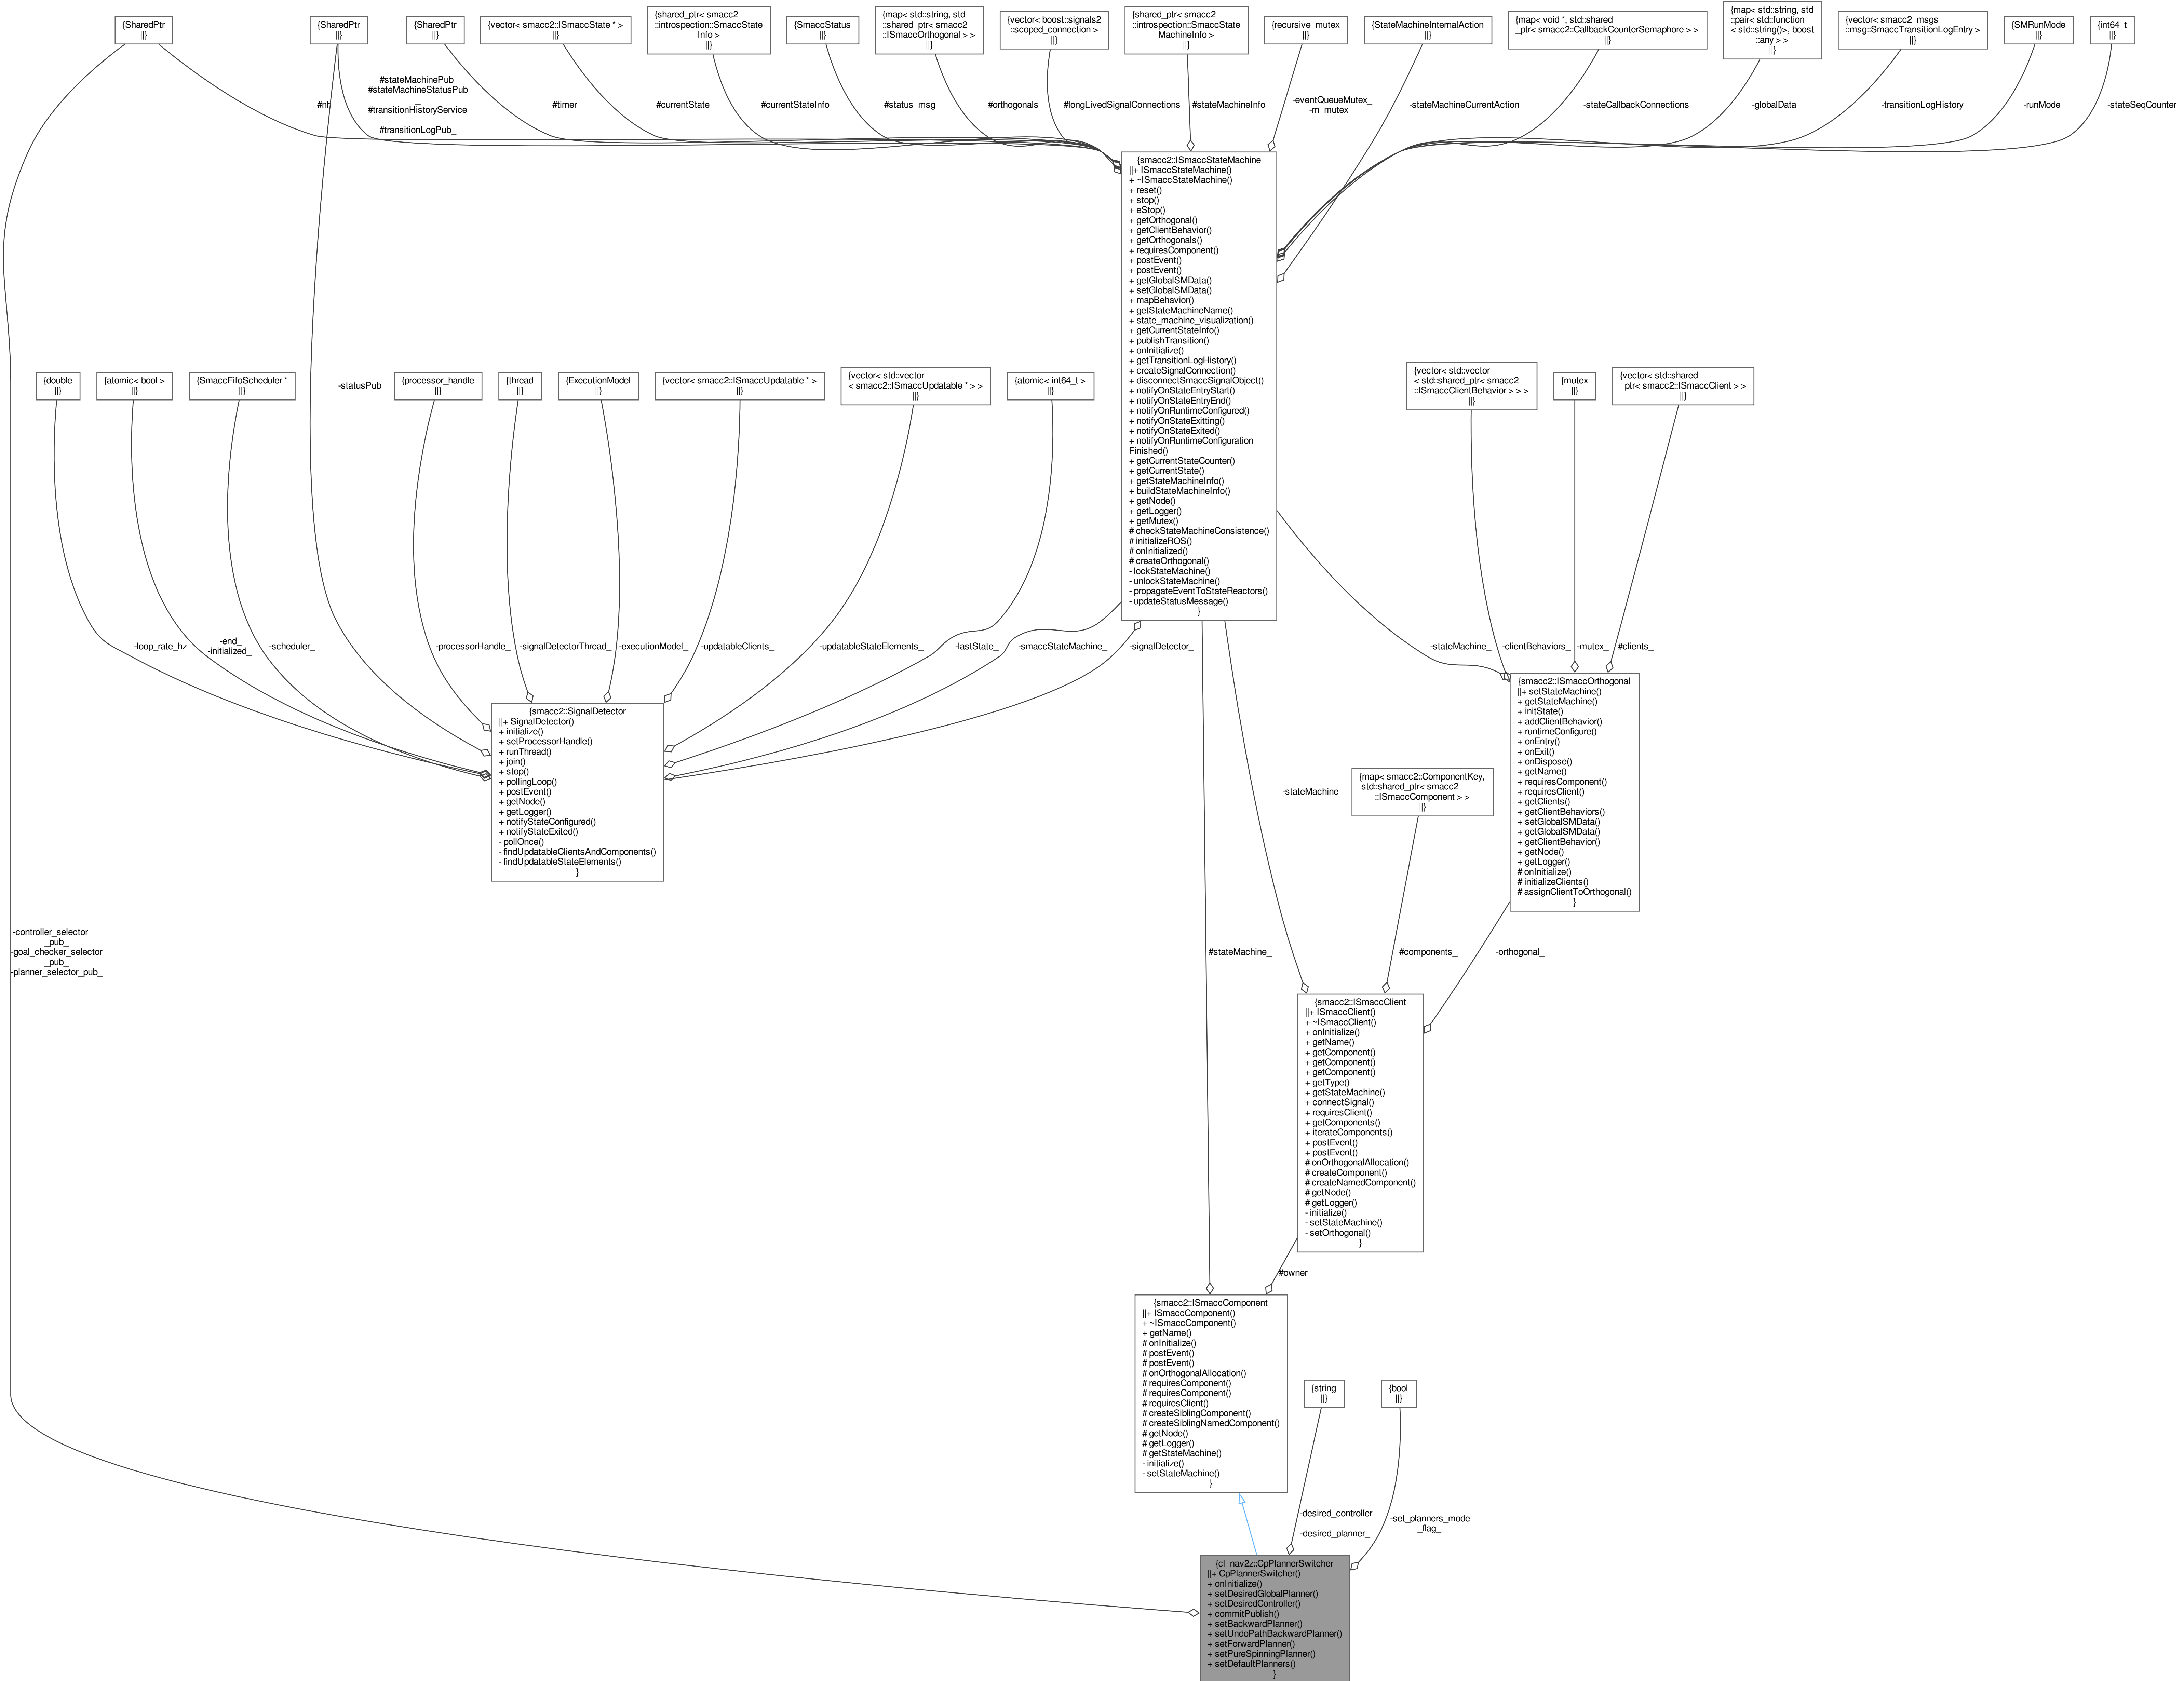 {SharedPtr
||}
{SharedPtr
||}
{SharedPtr
||}
{vector< smacc2::ISmaccState * >
||}
{shared_ptr< smacc2
::introspection::SmaccState
Info >
||}
{SmaccStatus
||}
{map< std::string, std
::shared_ptr< smacc2
::ISmaccOrthogonal > >
||}
{vector< boost::signals2
::scoped_connection >
||}
{shared_ptr< smacc2
::introspection::SmaccState
MachineInfo >
||}
{recursive_mutex
||}
{StateMachineInternalAction
||}
{map< void *, std::shared
_ptr< smacc2::CallbackCounterSemaphore > >
||}
{map< std::string, std
::pair< std::function
< std::string()>, boost
::any > >
||}
{vector< smacc2_msgs
::msg::SmaccTransitionLogEntry >
||}
{SMRunMode
||}
{int64_t
||}
#nh_
#stateMachinePub_
#stateMachineStatusPub
_
#transitionHistoryService
_
#transitionLogPub_
#timer_
#currentState_
#currentStateInfo_
#status_msg_
#orthogonals_
#longLivedSignalConnections_
#stateMachineInfo_
-eventQueueMutex_
-m_mutex_
-stateMachineCurrentAction
-stateCallbackConnections
-globalData_
-transitionLogHistory_
-runMode_
-stateSeqCounter_
{smacc2::ISmaccStateMachine
||+ ISmaccStateMachine()
+ ~ISmaccStateMachine()
+ reset()
+ stop()
+ eStop()
+ getOrthogonal()
+ getClientBehavior()
+ getOrthogonals()
+ requiresComponent()
+ postEvent()
+ postEvent()
+ getGlobalSMData()
+ setGlobalSMData()
+ mapBehavior()
+ getStateMachineName()
+ state_machine_visualization()
+ getCurrentStateInfo()
+ publishTransition()
+ onInitialize()
+ getTransitionLogHistory()
+ createSignalConnection()
+ disconnectSmaccSignalObject()
+ notifyOnStateEntryStart()
+ notifyOnStateEntryEnd()
+ notifyOnRuntimeConfigured()
+ notifyOnStateExitting()
+ notifyOnStateExited()
+ notifyOnRuntimeConfiguration
Finished()
+ getCurrentStateCounter()
+ getCurrentState()
+ getStateMachineInfo()
+ buildStateMachineInfo()
+ getNode()
+ getLogger()
+ getMutex()
# checkStateMachineConsistence()
# initializeROS()
# onInitialized()
# createOrthogonal()
- lockStateMachine()
- unlockStateMachine()
- propagateEventToStateReactors()
- updateStatusMessage()
}
{double
||}
{atomic< bool >
||}
{SmaccFifoScheduler *
||}
-statusPub_
{processor_handle
||}
{thread
||}
{ExecutionModel
||}
{vector< smacc2::ISmaccUpdatable * >
||}
{vector< std::vector
< smacc2::ISmaccUpdatable * > >
||}
{atomic< int64_t >
||}
{vector< std::vector
< std::shared_ptr< smacc2
::ISmaccClientBehavior > > >
||}
{mutex
||}
{vector< std::shared
_ptr< smacc2::ISmaccClient > >
||}
-loop_rate_hz
-end_
-initialized_
-scheduler_
-processorHandle_
-signalDetectorThread_
-executionModel_
-updatableClients_
-updatableStateElements_
-lastState_
-smaccStateMachine_
-signalDetector_
-stateMachine_
-clientBehaviors_
-mutex_
#clients_
{smacc2::SignalDetector
||+ SignalDetector()
+ initialize()
+ setProcessorHandle()
+ runThread()
+ join()
+ stop()
+ pollingLoop()
+ postEvent()
+ getNode()
+ getLogger()
+ notifyStateConfigured()
+ notifyStateExited()
- pollOnce()
- findUpdatableClientsAndComponents()
- findUpdatableStateElements()
}
{smacc2::ISmaccOrthogonal
||+ setStateMachine()
+ getStateMachine()
+ initState()
+ addClientBehavior()
+ runtimeConfigure()
+ onEntry()
+ onExit()
+ onDispose()
+ getName()
+ requiresComponent()
+ requiresClient()
+ getClients()
+ getClientBehaviors()
+ setGlobalSMData()
+ getGlobalSMData()
+ getClientBehavior()
+ getNode()
+ getLogger()
# onInitialize()
# initializeClients()
# assignClientToOrthogonal()
}
-stateMachine_
{map< smacc2::ComponentKey,
std::shared_ptr< smacc2
::ISmaccComponent > >
||}
-controller_selector
_pub_
-goal_checker_selector
_pub_
-planner_selector_pub_
#stateMachine_
#components_
-orthogonal_
{smacc2::ISmaccClient
||+ ISmaccClient()
+ ~ISmaccClient()
+ onInitialize()
+ getName()
+ getComponent()
+ getComponent()
+ getComponent()
+ getType()
+ getStateMachine()
+ connectSignal()
+ requiresClient()
+ getComponents()
+ iterateComponents()
+ postEvent()
+ postEvent()
# onOrthogonalAllocation()
# createComponent()
# createNamedComponent()
# getNode()
# getLogger()
- initialize()
- setStateMachine()
- setOrthogonal()
}
#owner_
{smacc2::ISmaccComponent
||+ ISmaccComponent()
+ ~ISmaccComponent()
+ getName()
# onInitialize()
# postEvent()
# postEvent()
# onOrthogonalAllocation()
# requiresComponent()
# requiresComponent()
# requiresClient()
# createSiblingComponent()
# createSiblingNamedComponent()
# getNode()
# getLogger()
# getStateMachine()
- initialize()
- setStateMachine()
}
{string
||}
{bool
||}
-desired_controller
_
-desired_planner_
-set_planners_mode
_flag_
{cl_nav2z::CpPlannerSwitcher
||+ CpPlannerSwitcher()
+ onInitialize()
+ setDesiredGlobalPlanner()
+ setDesiredController()
+ commitPublish()
+ setBackwardPlanner()
+ setUndoPathBackwardPlanner()
+ setForwardPlanner()
+ setPureSpinningPlanner()
+ setDefaultPlanners()
}